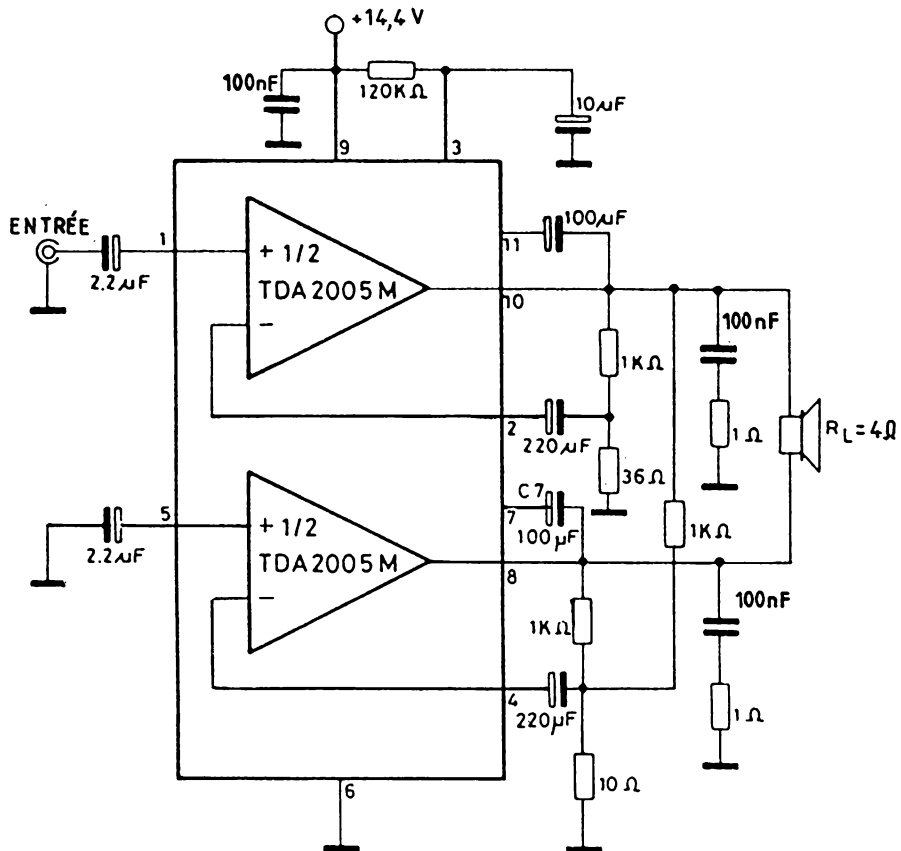 +14,4 V
100nF
120KΩ
10µF
9
3
ENTRÉE
1
2.2µF
+ 1/2
TDA2005M
−
11
100µF
10
1KΩ
2
220µF
36Ω
100nF
1Ω
RL=4Ω
5
2.2µF
+ 1/2
TDA2005M
−
C7
7
100µF
8
1KΩ
1KΩ
4
220µF
10Ω
100nF
1Ω
6